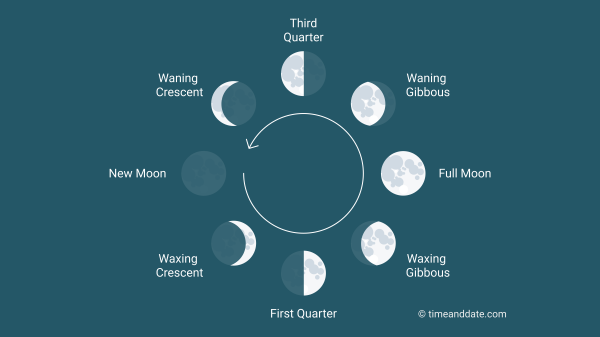 Third
Quarter
Waning
Crescent
Waning
Gibbous
New Moon
Full Moon
Waxing
Crescent
Waxing
Gibbous
First Quarter
© timeanddate.com